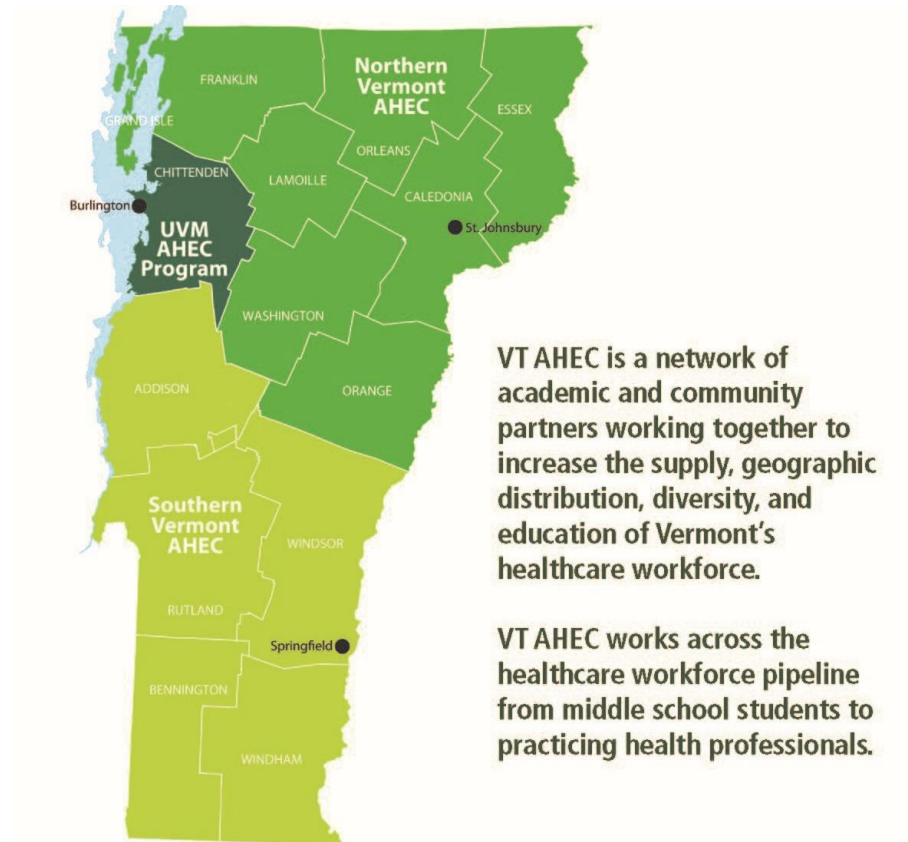 FRANKLIN
Northern
Vermont
AHEC
ESSEX
GRAND ISLE
ORLEANS
CHITTENDEN
LAMOILLE
CALEDONIA
Burlington
St. Johnsbury
UVM
AHEC
Program
WASHINGTON
ORANGE
ADDISON
Southern
Vermont
AHEC
WINDSOR
RUTLAND
Springfield
BENNINGTON
WINDHAM
VT AHEC is a network of
academic and community
partners working together to
increase the supply, geographic
distribution, diversity, and
education of Vermont's
healthcare workforce.
VT AHEC works across the
healthcare workforce pipeline
from middle school students to
practicing health professionals.